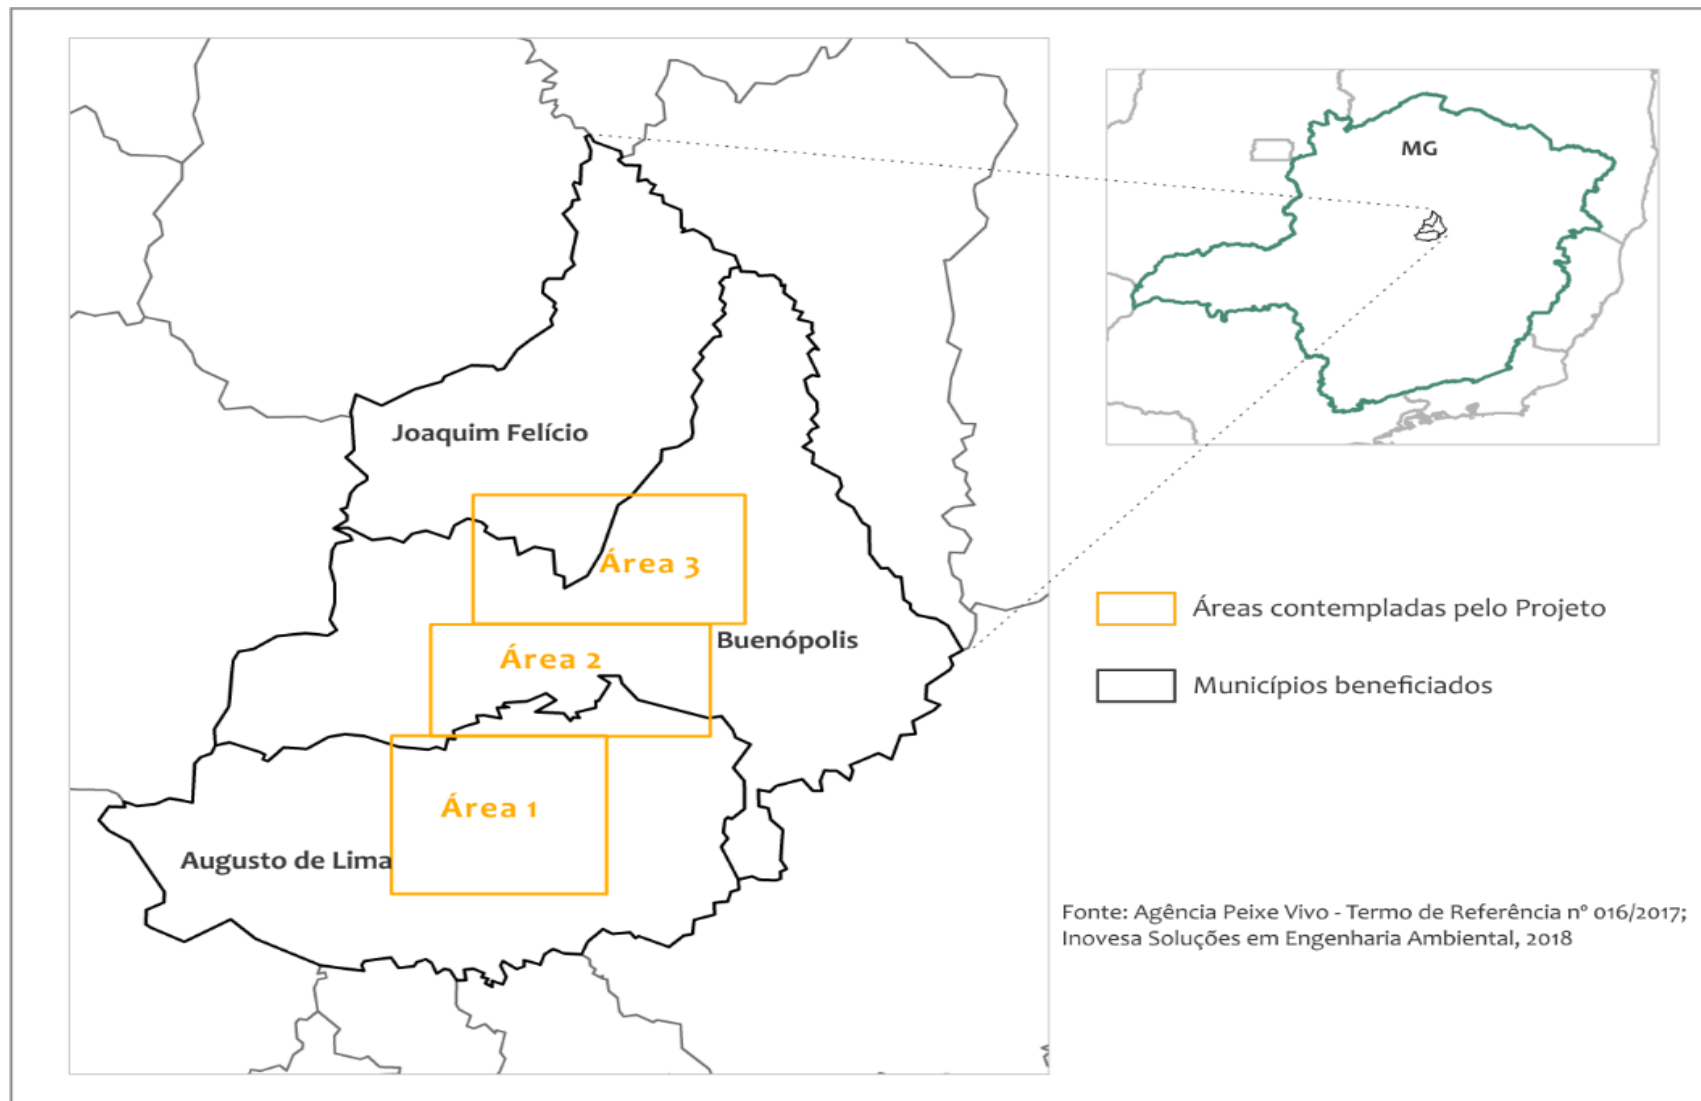 MG
Joaquim Felício
Área 3
Buenópolis
Área 2
Área 1
Augusto de Lima
Áreas contempladas pelo Projeto
Municípios beneficiados
Fonte: Agência Peixe Vivo - Termo de Referência nº 016/2017;
Inovesa Soluções em Engenharia Ambiental, 2018